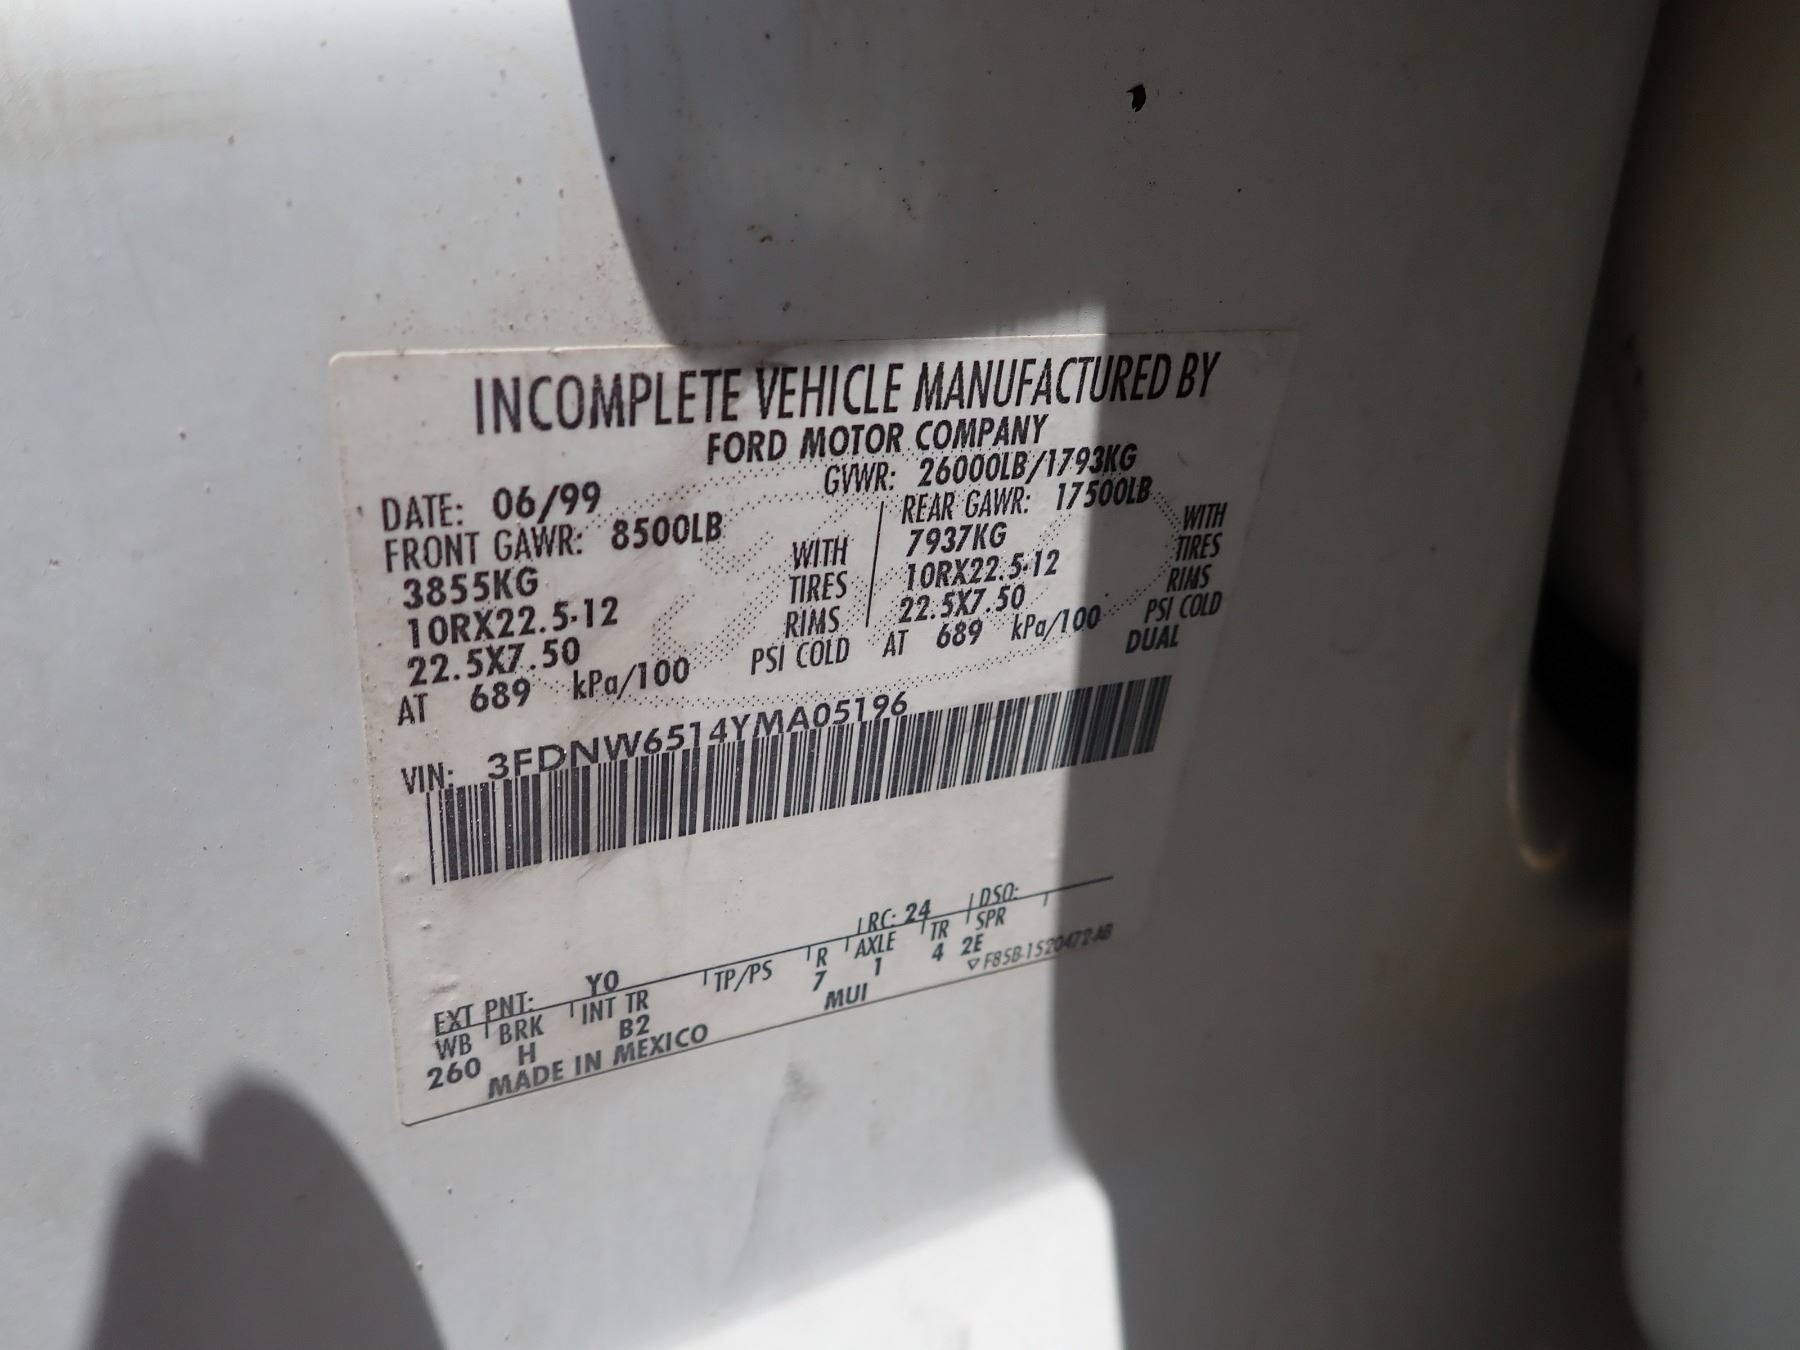 INCOMPLETE VEHICLE MANUFACTURED BY
FORD MOTOR COMPANY
DATE: 06/99 GVWR: 26000LB/1793KG
FRONT GAWR: 8500LB REAR GAWR: 17500LB
3855KG WITH 7937KG WITH
10RX22.5-12 TIRES 10RX22.5-12 TIRES
22.5X7.50 RIMS 22.5X7.50 RIMS
AT 689 kPa/100 PSI COLD AT 689 kPa/100 PSI COLD
DUAL
VIN: 3FDNW6514YMA05196
EXT PNT: Y0 RC: 24 DSO:
WB BRK INT TR TP/PS R AXLE TR SPR
260 H B2 7 1 4 2E
MADE IN MEXICO MUI F85B-1520472-AB